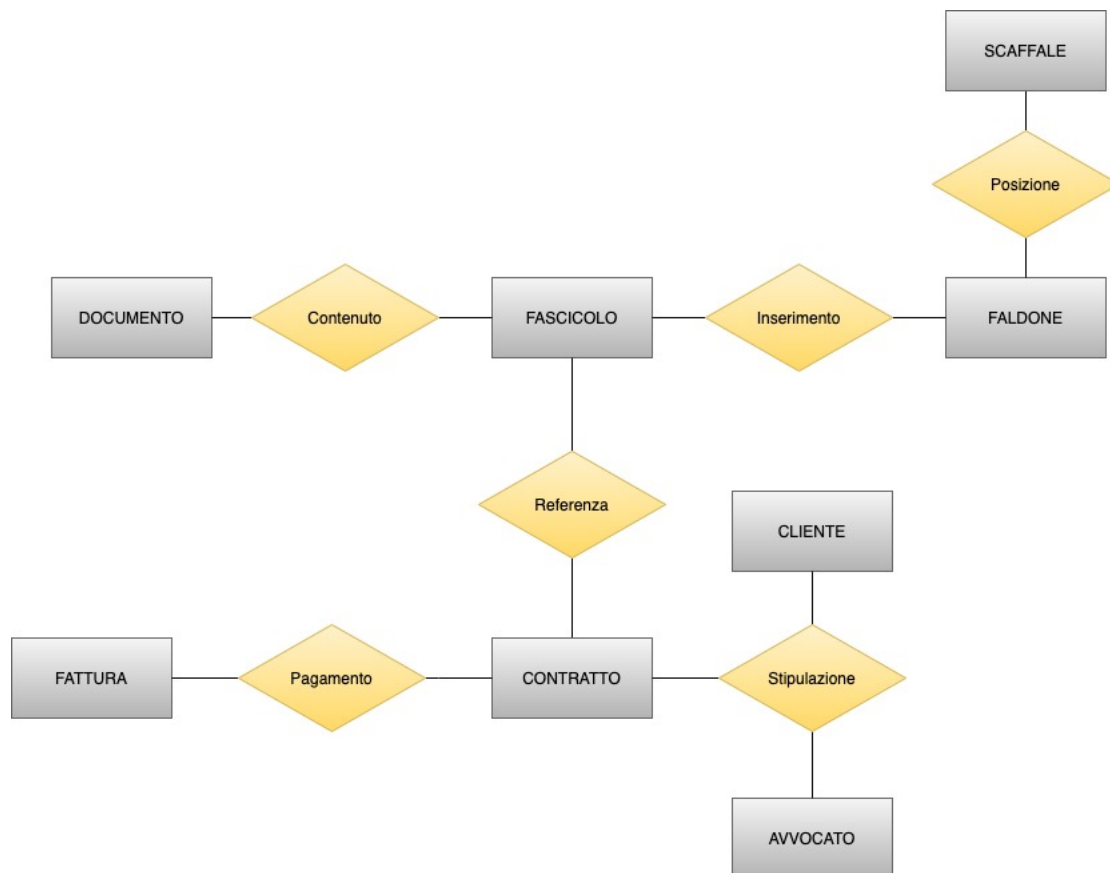 SCAFFALE
Posizione
DOCUMENTO
Contenuto
FASCICOLO
Inserimento
FALDONE
Referenza
CLIENTE
FATTURA
Pagamento
CONTRATTO
Stipulazione
AVVOCATO